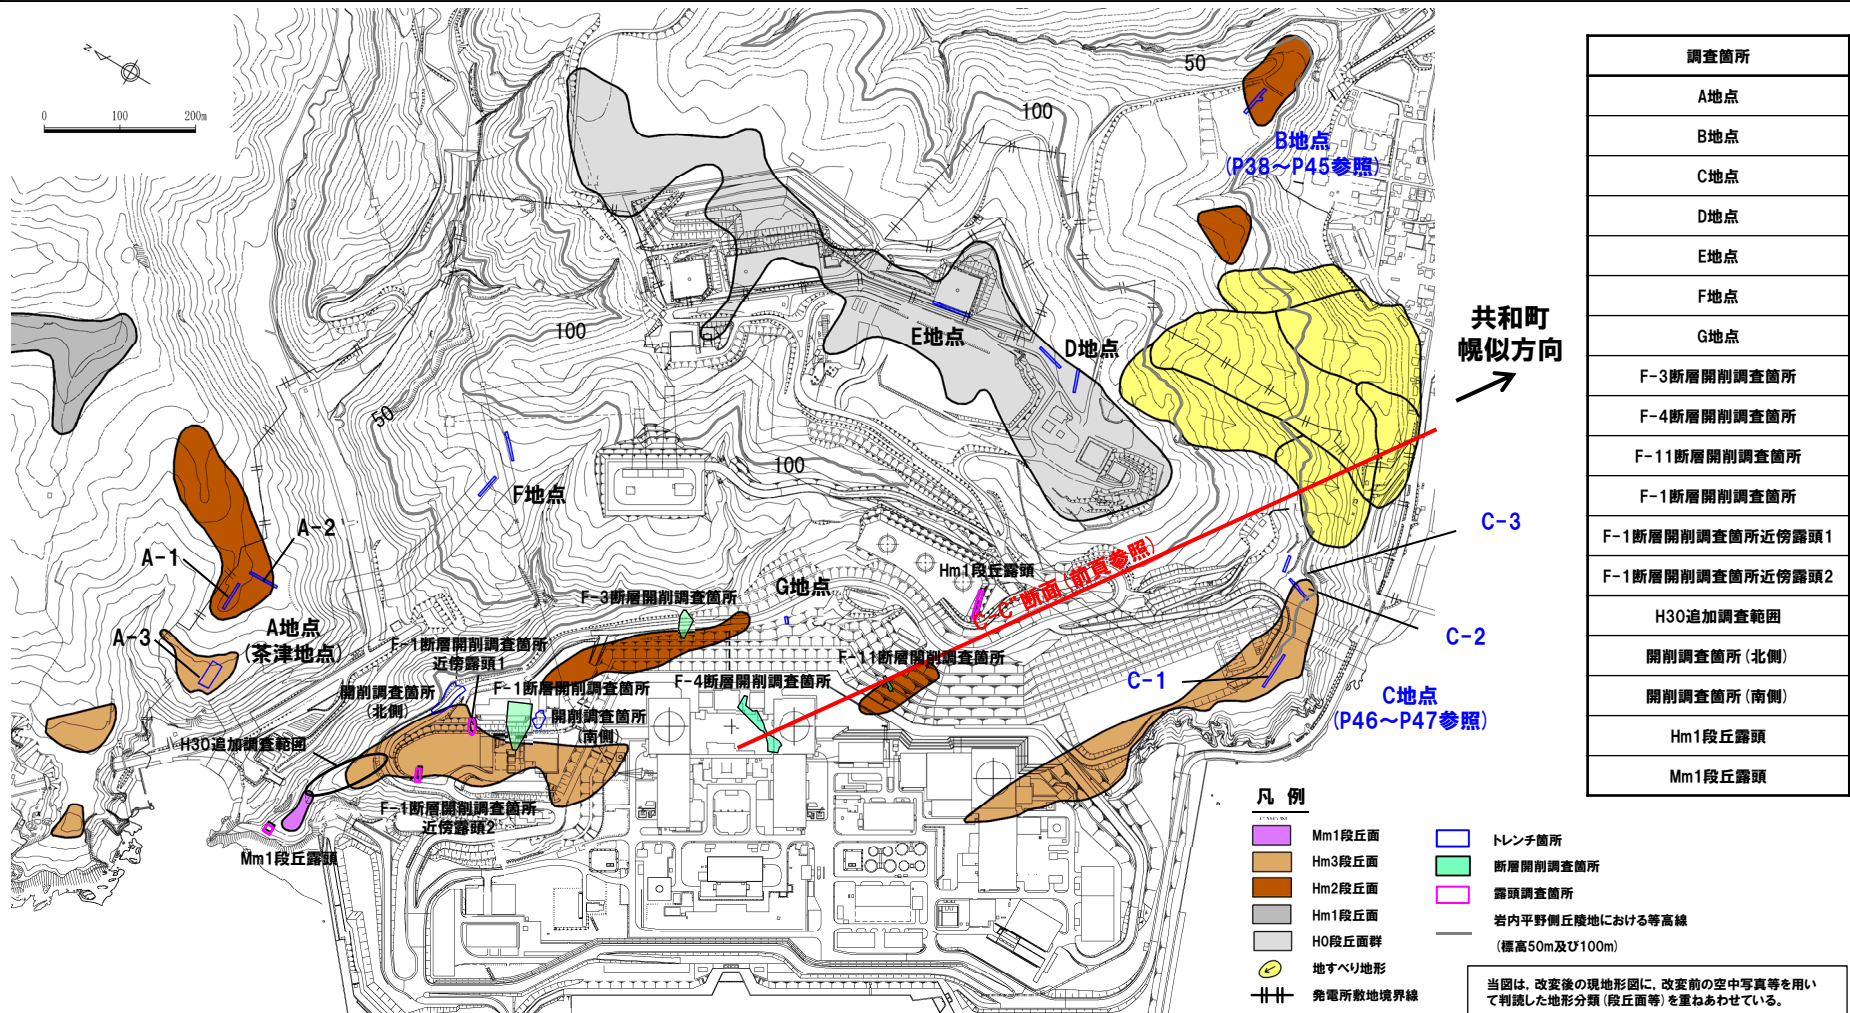 N
0 100 200m
50
100
B地点
(P38～P45参照)
100
E地点
D地点
共和町
幌似方向
50
100
F地点
A-2
A-1
C-3
C-C"断面(前頁参照)
Hm1段丘露頭
G地点
F-3断層開削調査箇所
A-3
A地点
(茶津地点)
F-1断層開削調査箇所
近傍露頭1
C-2
F-11断層開削調査箇所
F-4断層開削調査箇所
C-1
開削調査箇所
(北側)
F-1断層開削調査箇所
開削調査箇所
(南側)
C地点
(P46～P47参照)
H30追加調査範囲
F-1断層開削調査箇所
近傍露頭2
Mm1段丘露頭
調査箇所
A地点
B地点
C地点
D地点
E地点
F地点
G地点
F-3断層開削調査箇所
F-4断層開削調査箇所
F-11断層開削調査箇所
F-1断層開削調査箇所
F-1断層開削調査箇所近傍露頭1
F-1断層開削調査箇所近傍露頭2
H30追加調査範囲
開削調査箇所(北側)
開削調査箇所(南側)
Hm1段丘露頭
Mm1段丘露頭
凡 例
Mm1段丘面
Hm3段丘面
Hm2段丘面
Hm1段丘面
H0段丘面群
地すべり地形
発電所敷地境界線
トレンチ箇所
断層開削調査箇所
露頭調査箇所
岩内平野側丘陵地における等高線
(標高50m及び100m)
当図は，改変後の現地形図に，改変前の空中写真等を用い
て判読した地形分類(段丘面等)を重ねあわせている。